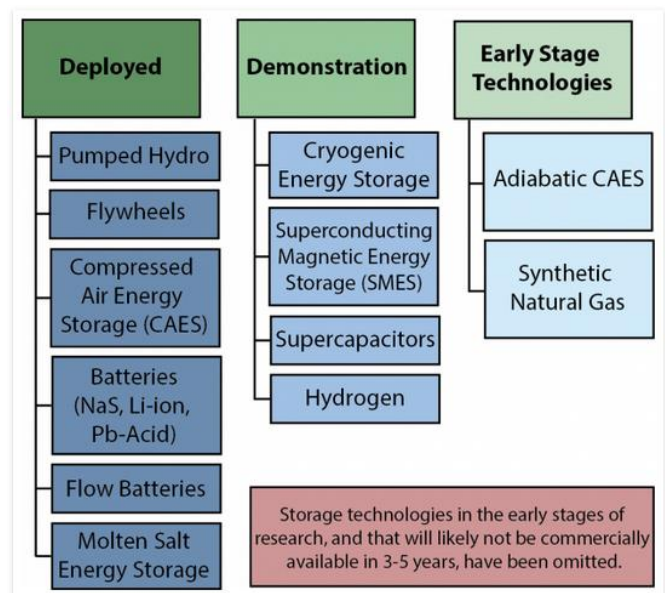 Deployed
Pumped Hydro
Flywheels
Compressed
Air Energy
Storage (CAES)
Batteries
(NaS, Li-ion,
Pb-Acid)
Flow Batteries
Molten Salt
Energy Storage
Demonstration
Cryogenic
Energy Storage
Superconducting
Magnetic Energy
Storage (SMES)
Supercapacitors
Hydrogen
Early Stage
Technologies
Adiabatic CAES
Synthetic
Natural Gas
Storage technologies in the early stages of
research, and that will likely not be commercially
available in 3-5 years, have been omitted.